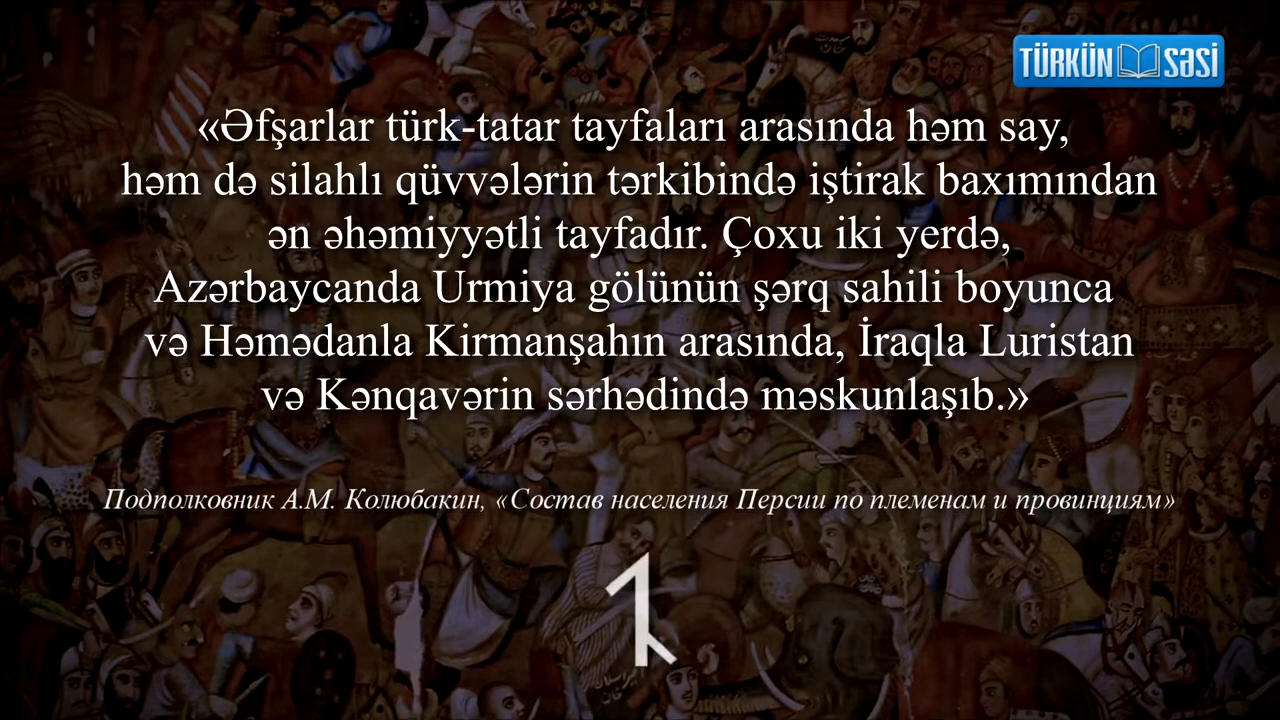 TÜRKÜN SƏSİ
«Əfşarlar türk-tatar tayfaları arasında həm say,
həm də silahlı qüvvələrin tərkibində iştirak baxımından
ən əhəmiyyətli tayfadır. Çoxu iki yerdə,
Azərbaycanda Urmiya gölünün şərq sahili boyunca
və Həmədanla Kirmanşahın arasında, İraqla Luristan
və Kənqavərin sərhədində məskunlaşıb.»
Подполковник А.М. Колюбакин, «Состав населения Персии по племенам и провинциям»